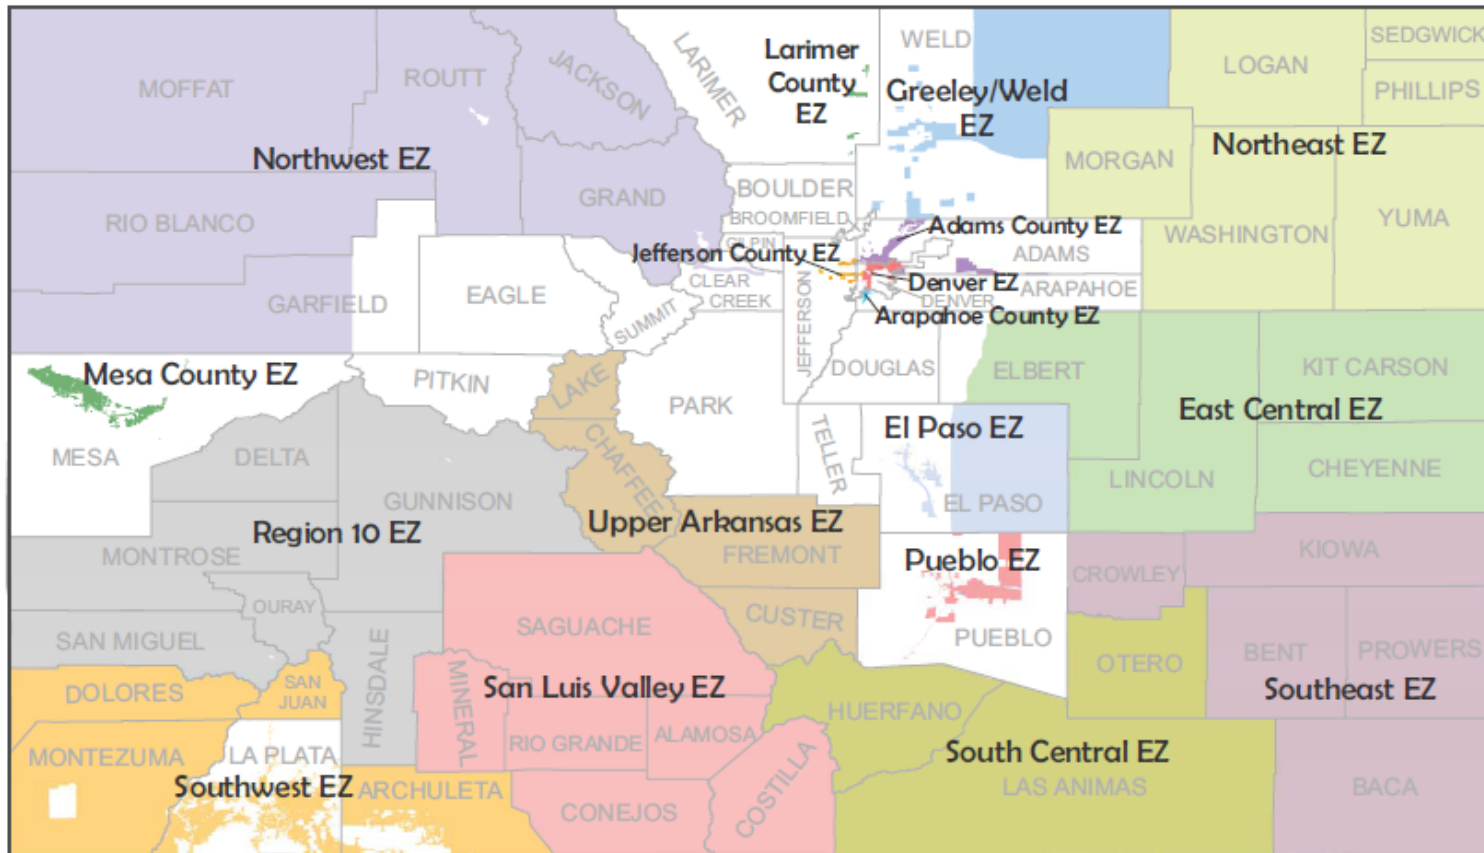 MOFFAT
ROUTT
JACKSON
LARIMER
Larimer
County
EZ
WELD
Greeley/Weld
EZ
LOGAN
SEDGWICK
PHILLIPS
Northwest EZ
Northeast EZ
MORGAN
RIO BLANCO
GRAND
BOULDER
BROOMFIELD
GILPIN
Adams County EZ
ADAMS
WASHINGTON
YUMA
Jefferson County EZ
CLEAR
CREEK
Denver EZ
DENVER
ARAPAHOE
Arapahoe County EZ
GARFIELD
EAGLE
SUMMIT
JEFFERSON
DOUGLAS
ELBERT
KIT CARSON
Mesa County EZ
PITKIN
LAKE
PARK
TELLER
El Paso EZ
East Central EZ
MESA
DELTA
GUNNISON
CHAFFEE
EL PASO
LINCOLN
CHEYENNE
Region 10 EZ
Upper Arkansas EZ
MONTROSE
FREMONT
Pueblo EZ
CROWLEY
KIOWA
OURAY
SAN MIGUEL
SAGUACHE
CUSTER
PUEBLO
OTERO
BENT
PROWERS
Southeast EZ
DOLORES
SAN
JUAN
HINSDALE
MINERAL
San Luis Valley EZ
HUERFANO
MONTEZUMA
LA PLATA
RIO GRANDE
ALAMOSA
South Central EZ
Southwest EZ
ARCHULETA
CONEJOS
COSTILLA
LAS ANIMAS
BACA